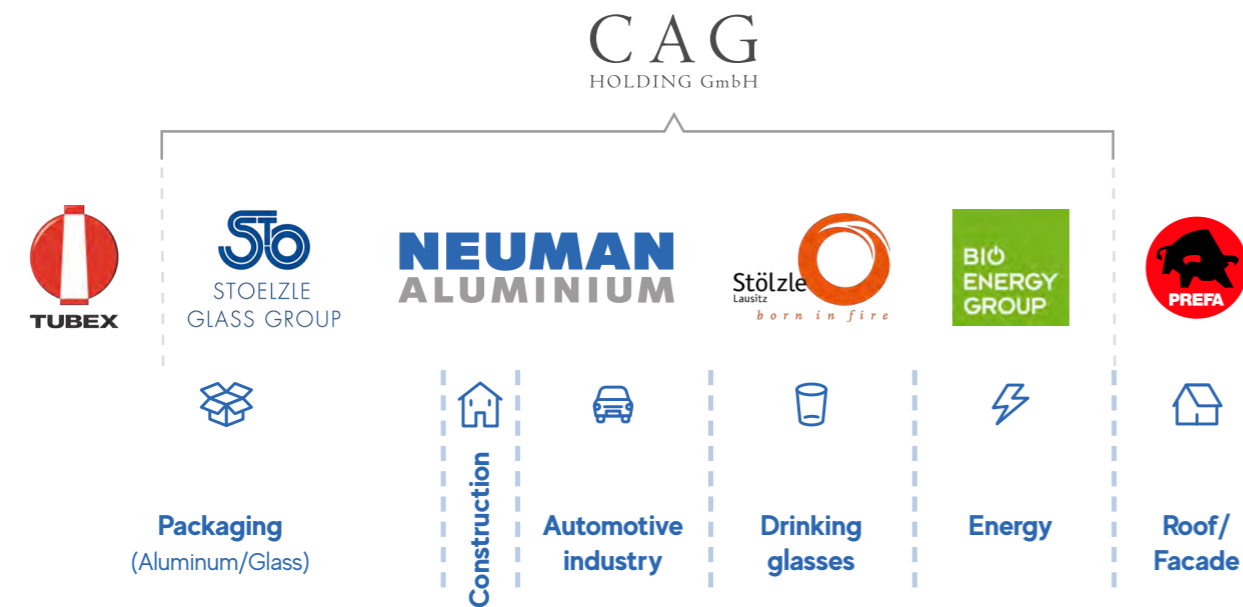 CAG
HOLDING GmbH
TUBEX
STO
STOELZLE
GLASS GROUP
NEUMAN
ALUMINIUM
Stölzle
Lausitz
born in fire
BIO
ENERGY
GROUP
PREFA
Packaging
(Aluminum/Glass)
Construction
Automotive
industry
Drinking
glasses
Energy
Roof/
Facade